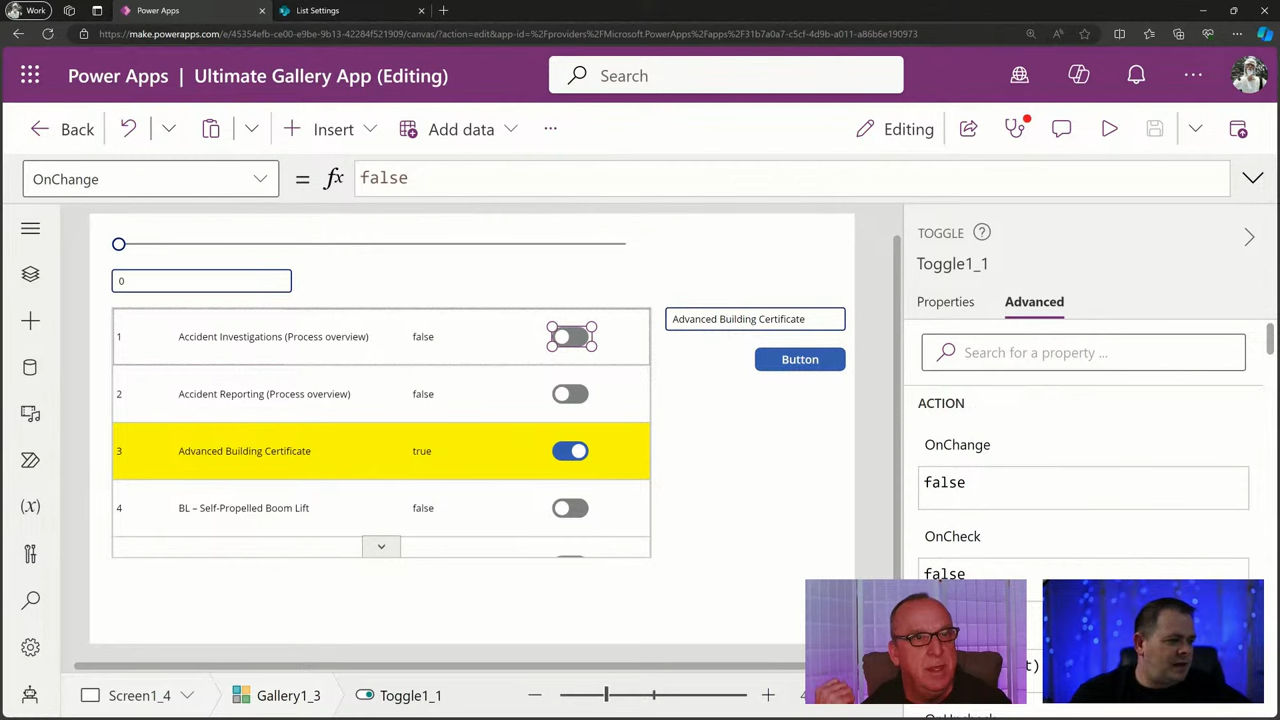 Work
Power Apps
List Settings
https://make.powerapps.com/e/45354efb-ce00-e9be-9b13-42284f521909/canvas/?action=edit&app-id=%2Fproviders%2FMicrosoft.PowerApps%2Fapps%2F31b7a0a7-c5cf-4d9b-a011-a86b6e190973
Power Apps | Ultimate Gallery App (Editing)
Search
Back
Insert
Add data
Editing
OnChange
=
fx
false
0
1 Accident Investigations (Process overview) false
2 Accident Reporting (Process overview) false
3 Advanced Building Certificate true
4 BL – Self-Propelled Boom Lift false
Advanced Building Certificate
Button
TOGGLE
Toggle1_1
Properties
Advanced
Search for a property ...
ACTION
OnChange
false
OnCheck
false
t)
Screen1_4
Gallery1_3
Toggle1_1